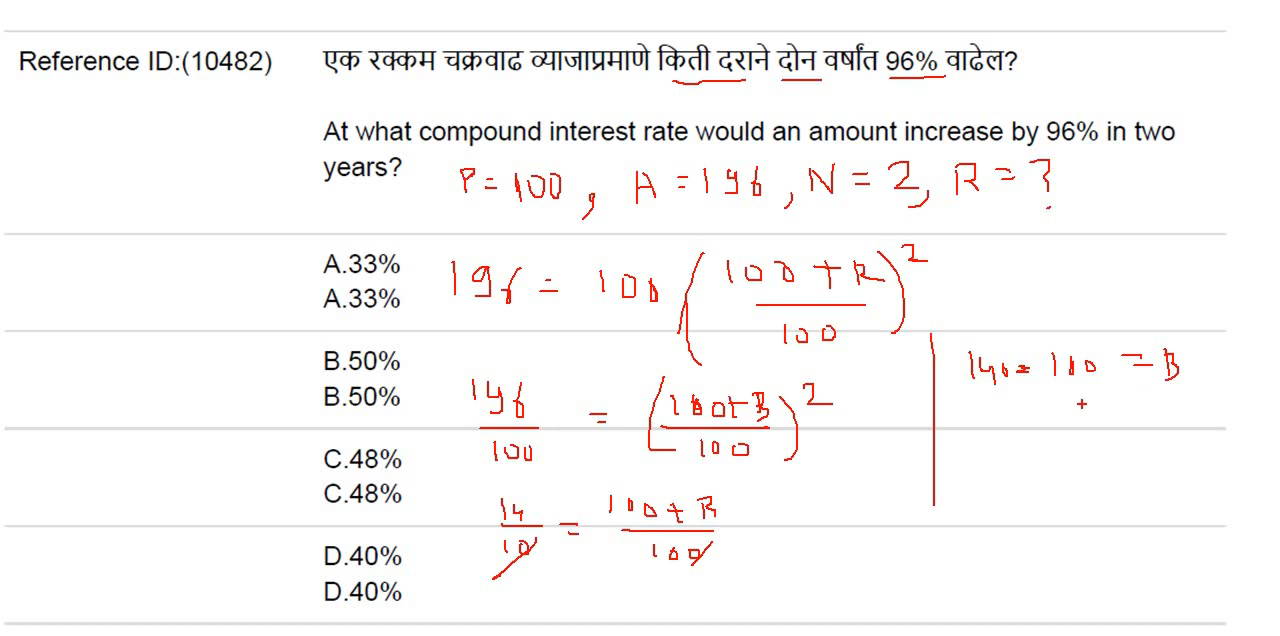 Reference ID:(10482)
एक रक्कम चक्रवाढ व्याजाप्रमाणे किती दराने दोन वर्षांत 96% वाढेल?
At what compound interest rate would an amount increase by 96% in two
years?
P = 100, A = 196, N = 2, R = ?
A.33%
A.33%
196 = 100 (100 + R / 100)²
B.50%
B.50%
196 / 100 = (100 + R / 100)²
140 - 100 = R
C.48%
C.48%
14 / 10 = 100 + R / 100
D.40%
D.40%